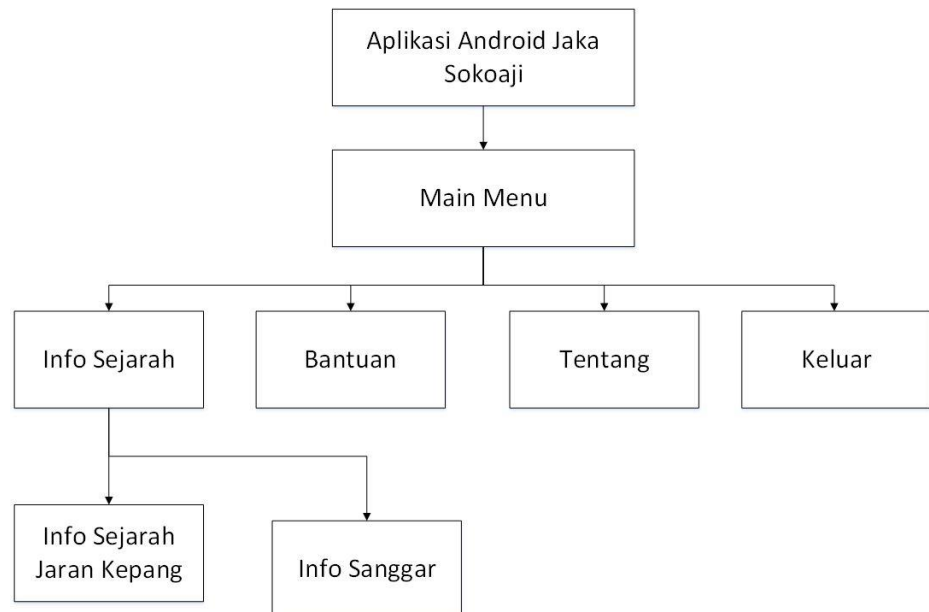 Aplikasi Android Jaka
Sokoaji
Main Menu
Info Sejarah
Bantuan
Tentang
Keluar
Info Sejarah
Jaran Kepang
Info Sanggar